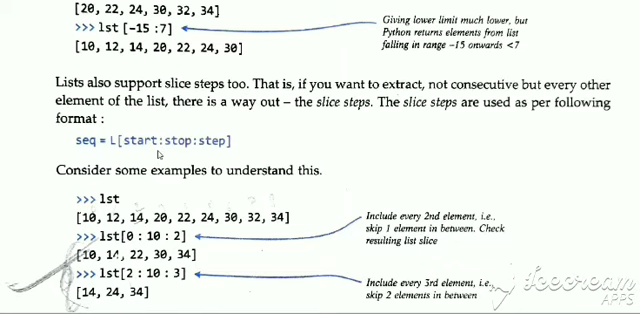 [20, 22, 24, 30, 32, 34]
>>> lst [-15 :7]
[10, 12, 14, 20, 22, 24, 30]
Giving lower limit much lower, but
Python returns elements from list
falling in range -15 onwards <7
Lists also support slice steps too. That is, if you want to extract, not consecutive but every other
element of the list, there is a way out – the slice steps. The slice steps are used as per following
format :
seq = L[start:stop:step]
Consider some examples to understand this.
>>> lst
[10, 12, 14, 20, 22, 24, 30, 32, 34]
>>> lst[0 : 10 : 2]
[10, 14, 22, 30, 34]
Include every 2nd element, i.e.,
skip 1 element in between. Check
resulting list slice
>>> lst[2 : 10 : 3]
[14, 24, 34]
Include every 3rd element, i.e.,
skip 2 elements in between
Icecream
APPS